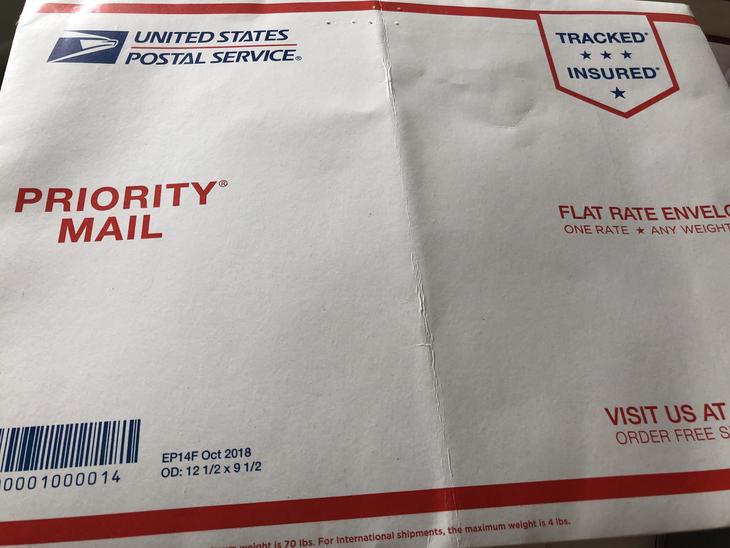 UNITED STATES
POSTAL SERVICE®
TRACKED*
★ ★ ★
INSURED*
★
PRIORITY®
MAIL
FLAT RATE ENVELO
ONE RATE ★ ANY WEIGHT
VISIT US AT
ORDER FREE S
00001000014
EP14F Oct 2018
OD: 12 1/2 x 9 1/2
weight is 70 lbs. For International shipments, the maximum weight is 4 lbs.